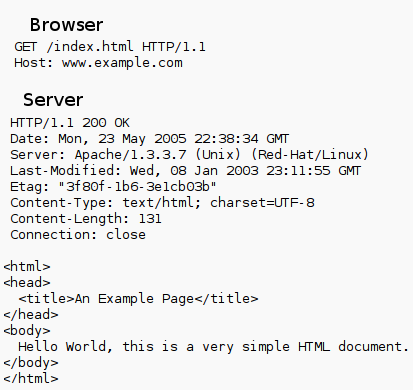 Browser
GET /index.html HTTP/1.1
Host: www.example.com
Server
HTTP/1.1 200 OK
Date: Mon, 23 May 2005 22:38:34 GMT
Server: Apache/1.3.3.7 (Unix) (Red-Hat/Linux)
Last-Modified: Wed, 08 Jan 2003 23:11:55 GMT
Etag: "3f80f-1b6-3e1cb03b"
Content-Type: text/html; charset=UTF-8
Content-Length: 131
Connection: close
<html>
<head>
  <title>An Example Page</title>
</head>
<body>
  Hello World, this is a very simple HTML document.
</body>
</html>